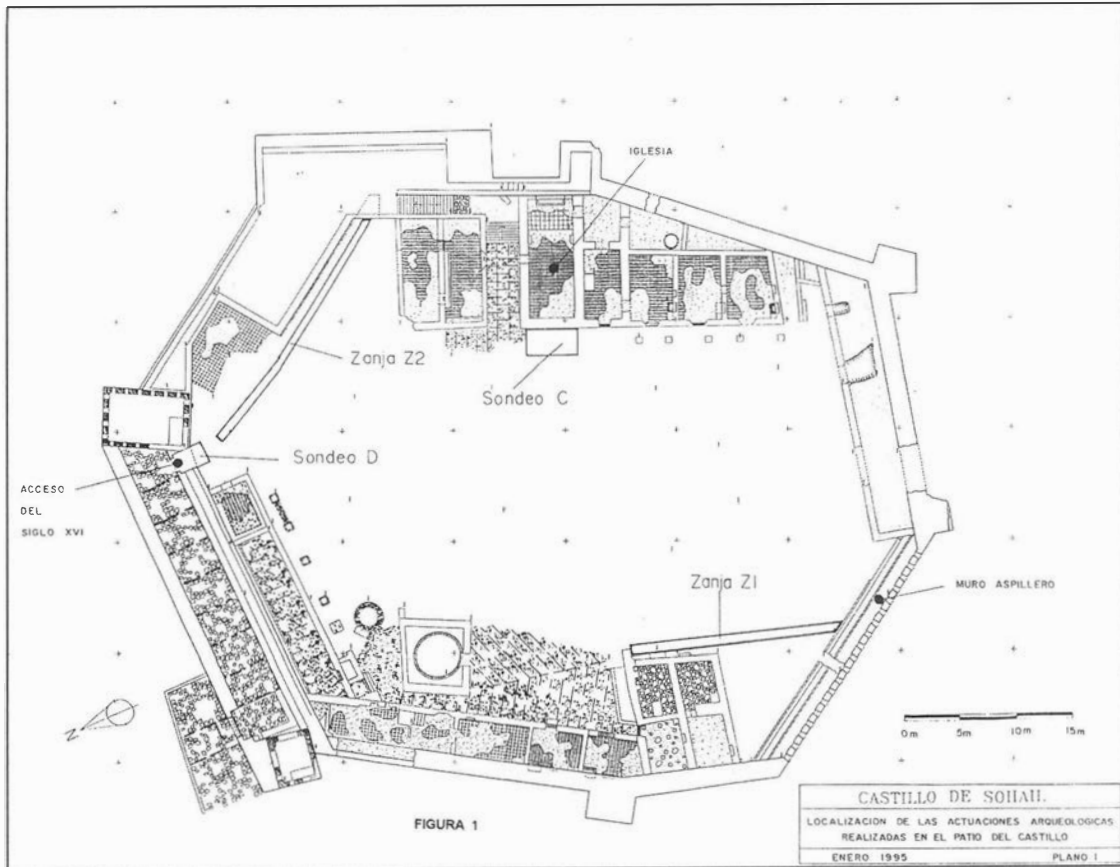 IGLESIA
Zanja Z2
Sondeo C
Sondeo D
ACCESO
DEL
SIGLO XVI
Zanja Z1
MURO ASPILLERO
N
0m 5m 10m 15m
CASTILLO DE SOHAIL
LOCALIZACION DE LAS ACTUACIONES ARQUEOLOGICAS
REALIZADAS EN EL PATIO DEL CASTILLO
ENERO 1995 PLANO 1
FIGURA 1